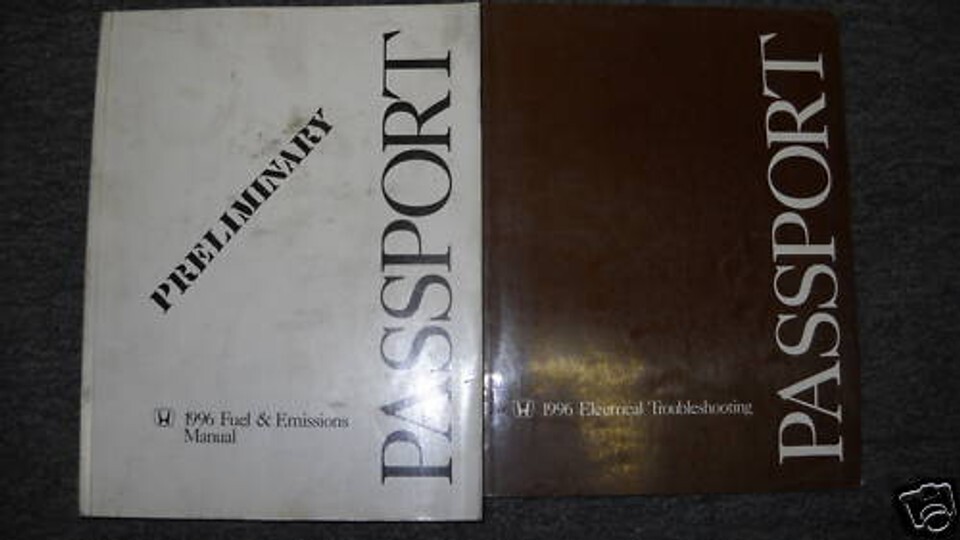 PRELIMINARY
PASSPORT
1996 Fuel & Emissions
Manual
PASSPORT
1996 Electrical Troubleshooting